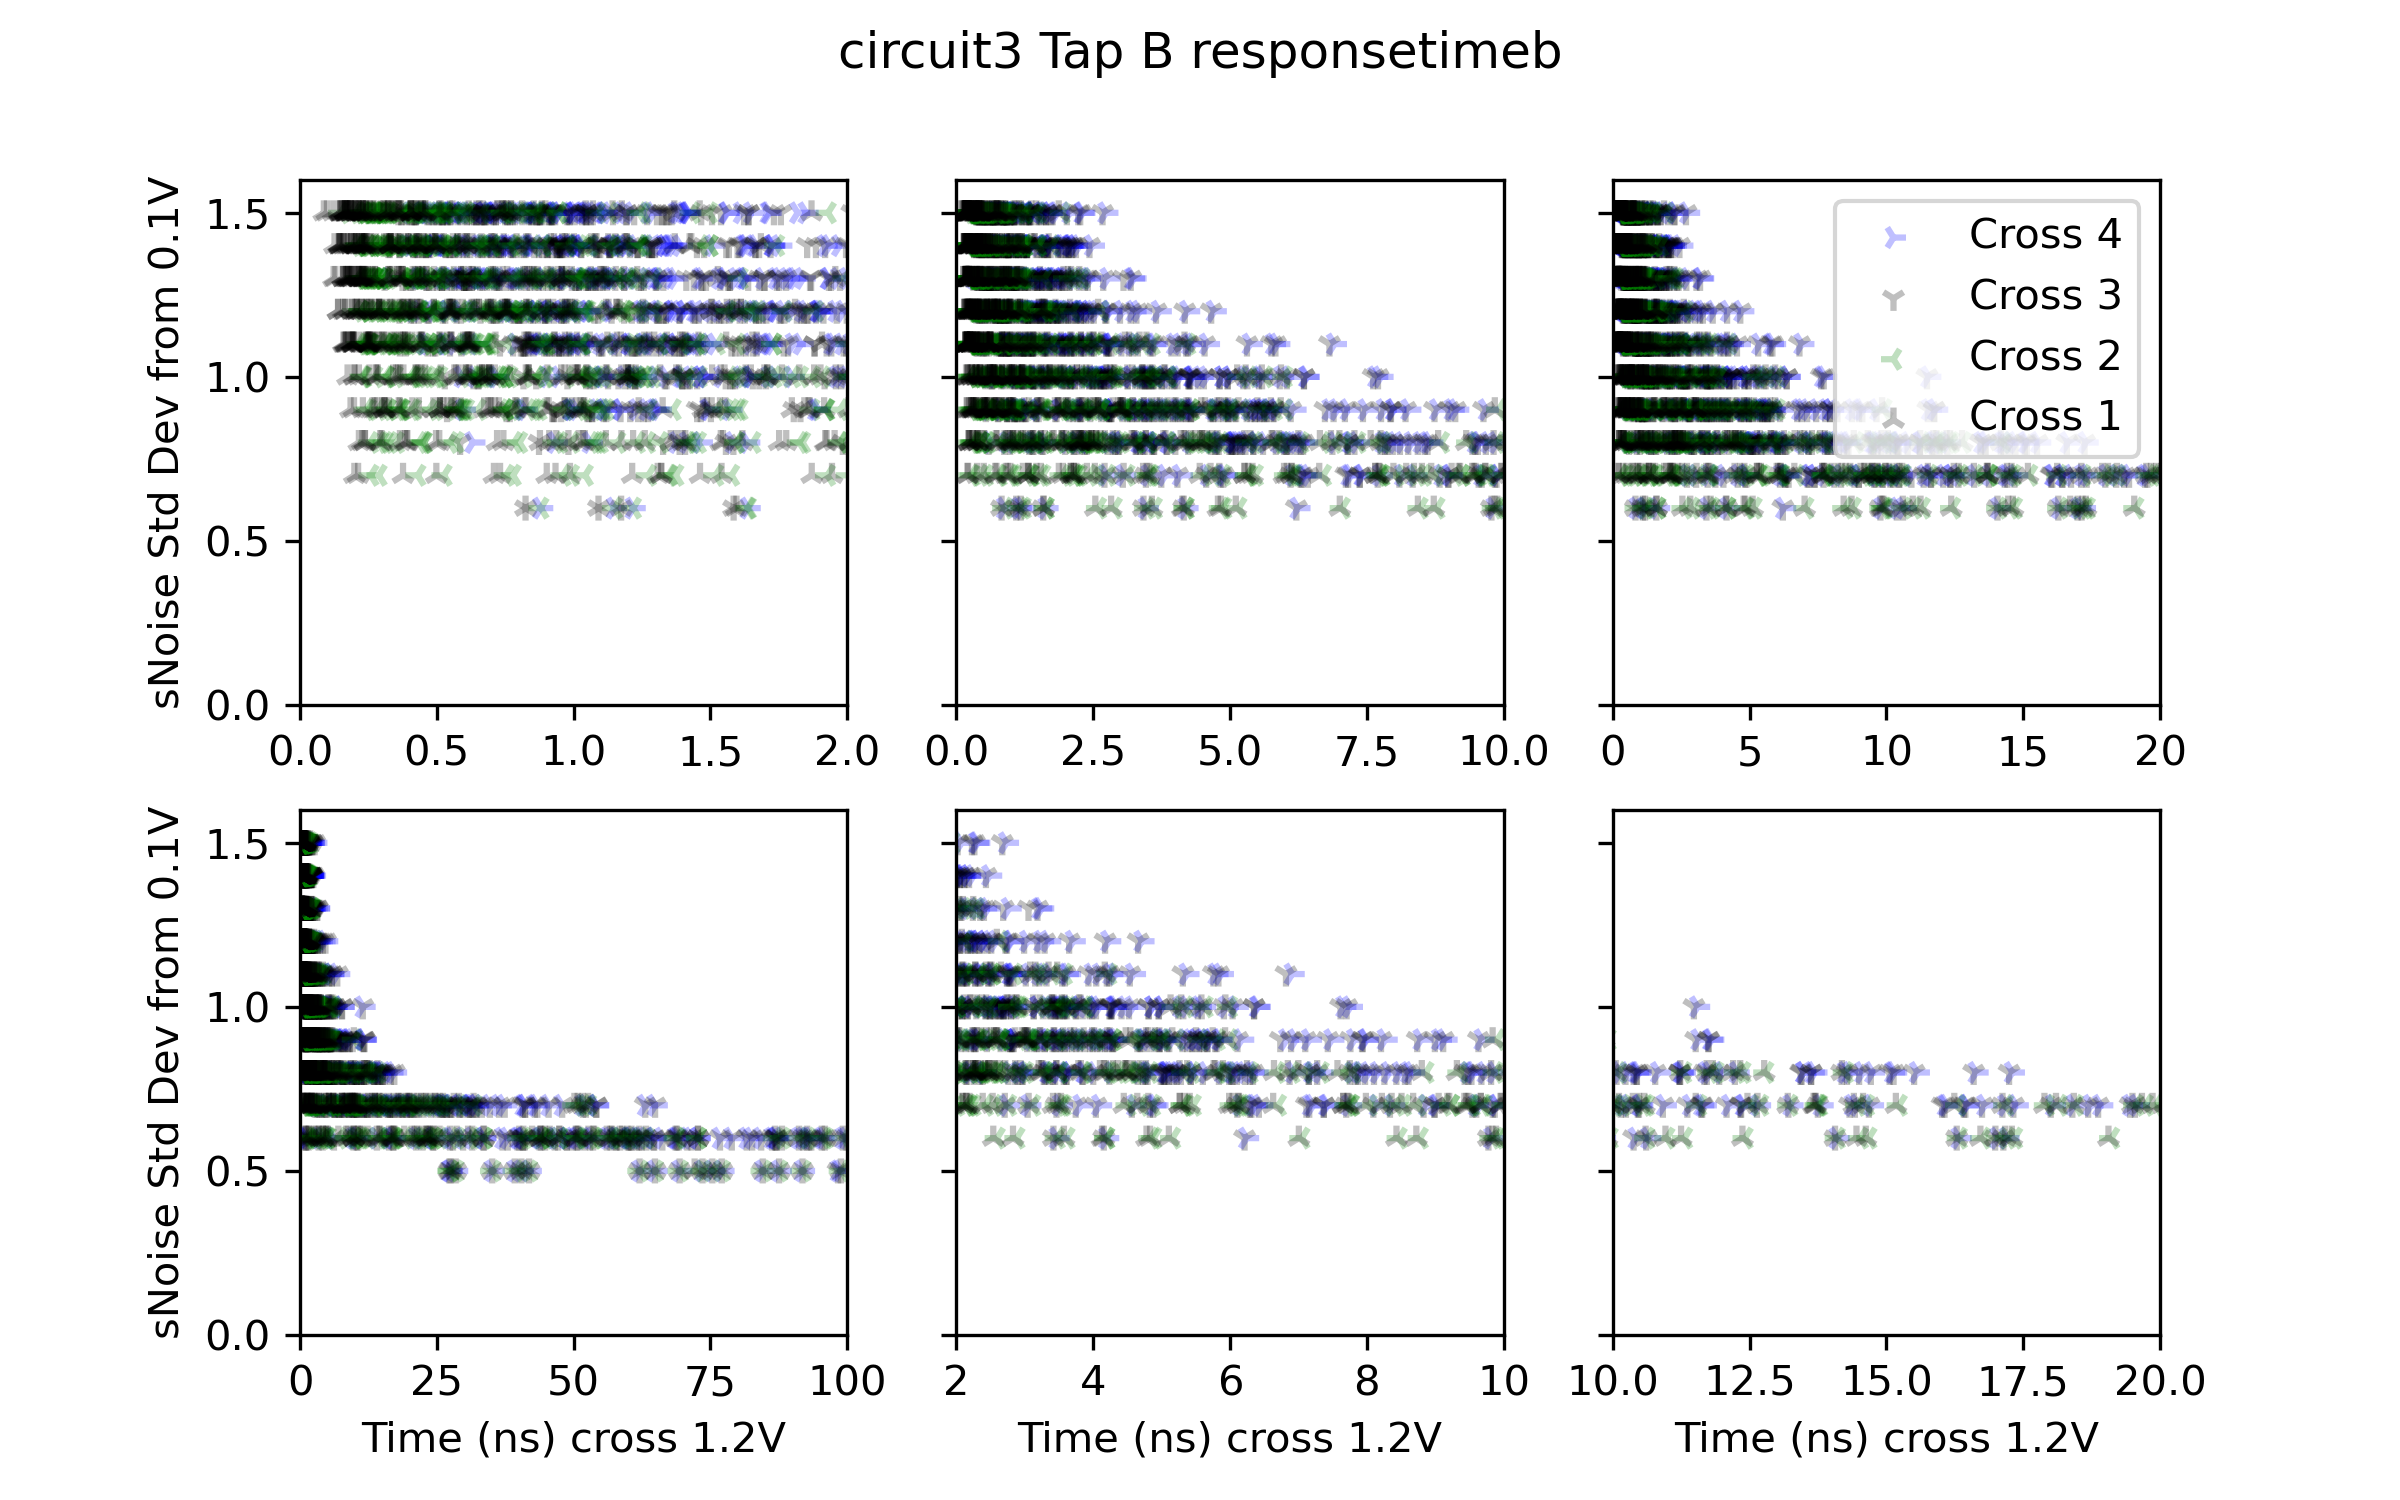 circuit3 Tap B responsetimeb
sNoise Std Dev from 0.1V
1.5
1.0
0.5
0.0
0.0 0.5 1.0 1.5 2.0
0.0 2.5 5.0 7.5 10.0
Cross 4
Cross 3
Cross 2
Cross 1
0 5 10 15 20
sNoise Std Dev from 0.1V
1.5
1.0
0.5
0.0
0 25 50 75 100
Time (ns) cross 1.2V
2 4 6 8 10
Time (ns) cross 1.2V
10.0 12.5 15.0 17.5 20.0
Time (ns) cross 1.2V